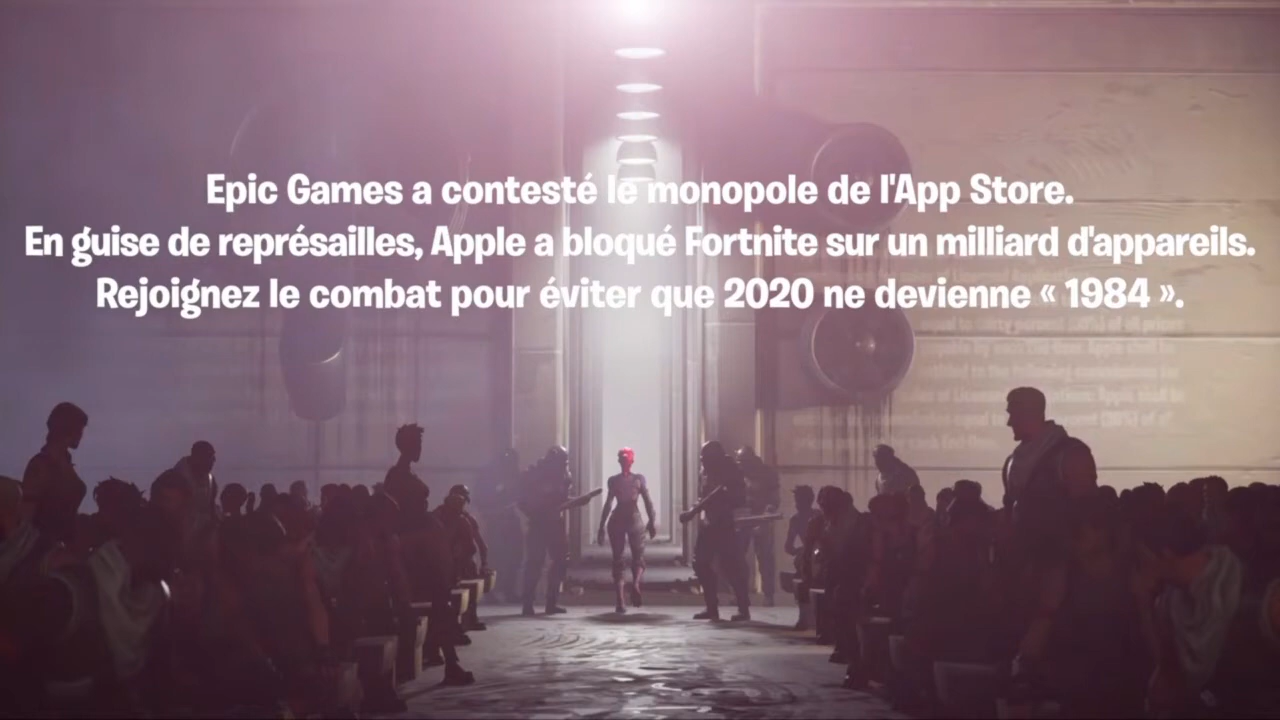 Epic Games a contesté le monopole de l'App Store.
En guise de représailles, Apple a bloqué Fortnite sur un milliard d'appareils.
Rejoignez le combat pour éviter que 2020 ne devienne « 1984 ».